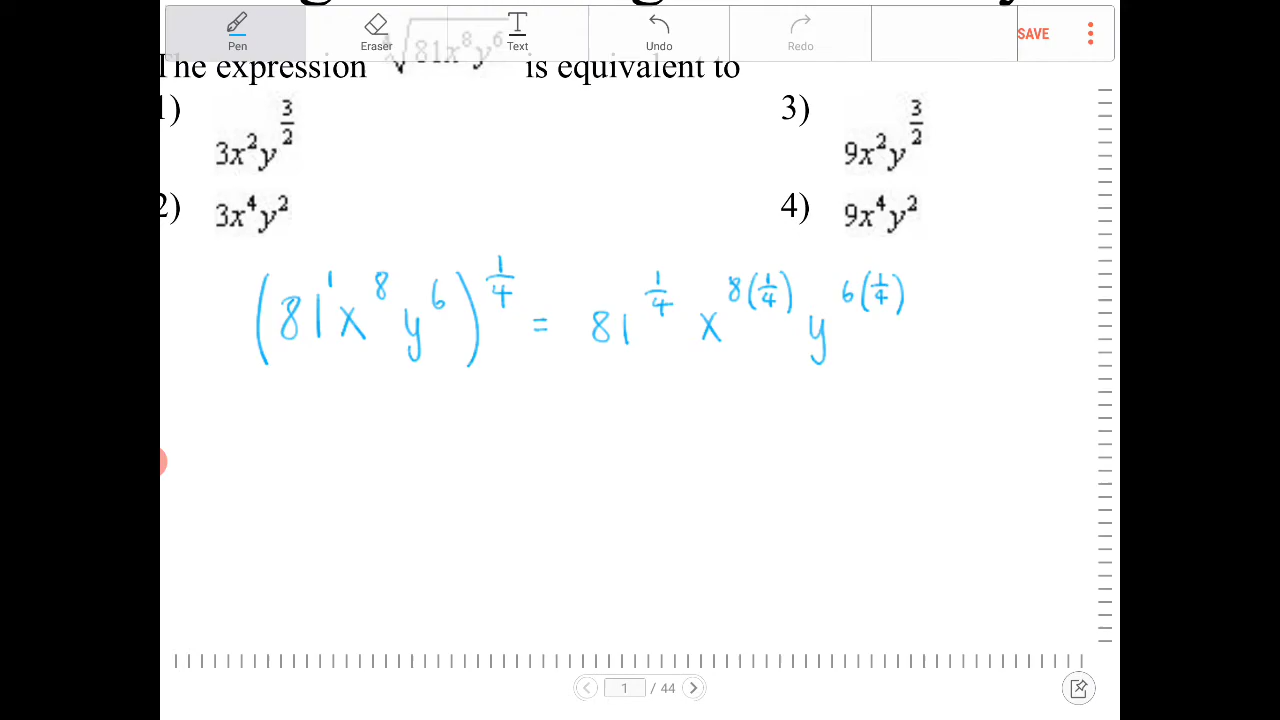 Pen Eraser Text Undo Redo SAVE
The expression √81x⁸y⁶ is equivalent to
1) 3x²y^(3/2) 3) 9x²y^(3/2)
2) 3x⁴y² 4) 9x⁴y²
(81¹x⁸y⁶)^(1/4) = 81^(1/4) x^(8(1/4)) y^(6(1/4))
1 / 44